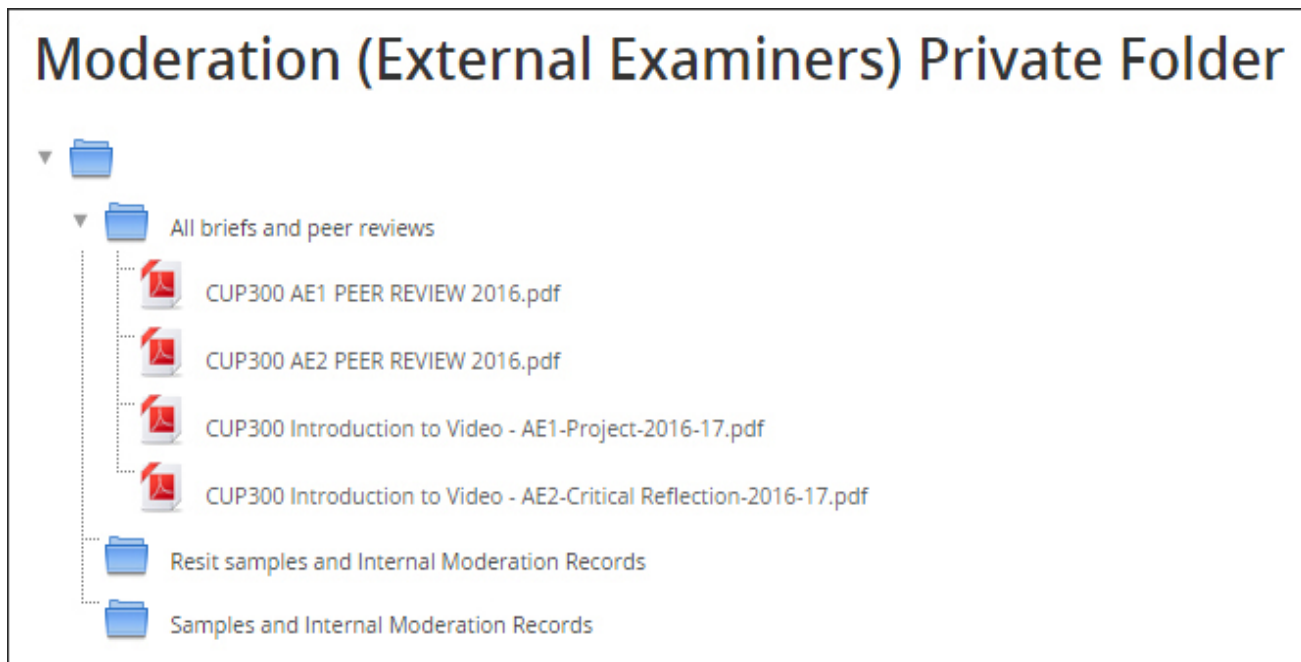 Moderation (External Examiners) Private Folder
All briefs and peer reviews
CUP300 AE1 PEER REVIEW 2016.pdf
CUP300 AE2 PEER REVIEW 2016.pdf
CUP300 Introduction to Video - AE1-Project-2016-17.pdf
CUP300 Introduction to Video - AE2-Critical Reflection-2016-17.pdf
Resit samples and Internal Moderation Records
Samples and Internal Moderation Records